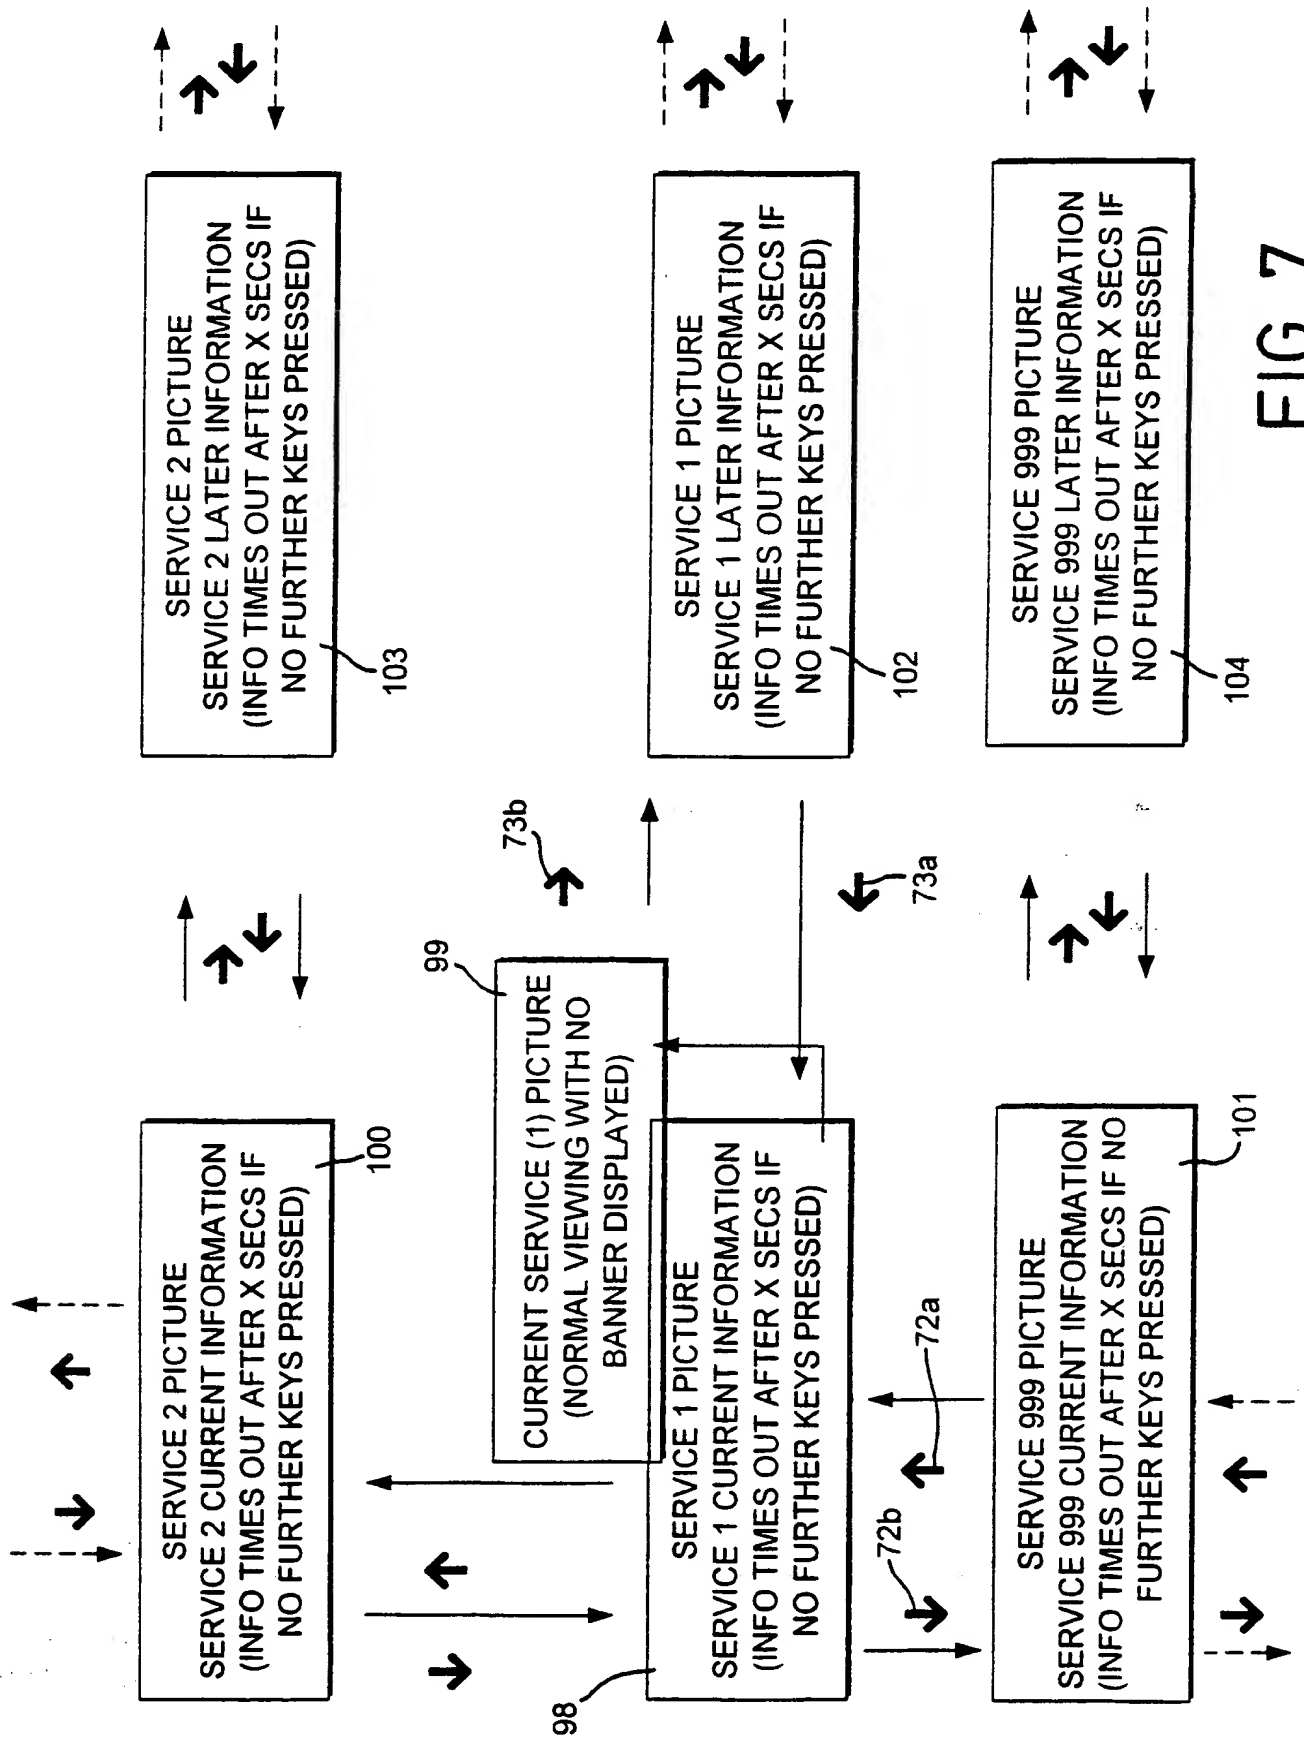 SERVICE 2 PICTURE
SERVICE 2 CURRENT INFORMATION
(INFO TIMES OUT AFTER X SECS IF
NO FURTHER KEYS PRESSED)
100
SERVICE 2 PICTURE
SERVICE 2 LATER INFORMATION
(INFO TIMES OUT AFTER X SECS IF
NO FURTHER KEYS PRESSED)
103
99
CURRENT SERVICE (1) PICTURE
(NORMAL VIEWING WITH NO
BANNER DISPLAYED)
73b
98
SERVICE 1 PICTURE
SERVICE 1 CURRENT INFORMATION
(INFO TIMES OUT AFTER X SECS IF
NO FURTHER KEYS PRESSED)
SERVICE 1 PICTURE
SERVICE 1 LATER INFORMATION
(INFO TIMES OUT AFTER X SECS IF
NO FURTHER KEYS PRESSED)
102
72b
72a
73a
SERVICE 999 PICTURE
SERVICE 999 CURRENT INFORMATION
(INFO TIMES OUT AFTER X SECS IF NO
FURTHER KEYS PRESSED)
101
SERVICE 999 PICTURE
SERVICE 999 LATER INFORMATION
(INFO TIMES OUT AFTER X SECS IF
NO FURTHER KEYS PRESSED)
104
FIG 7